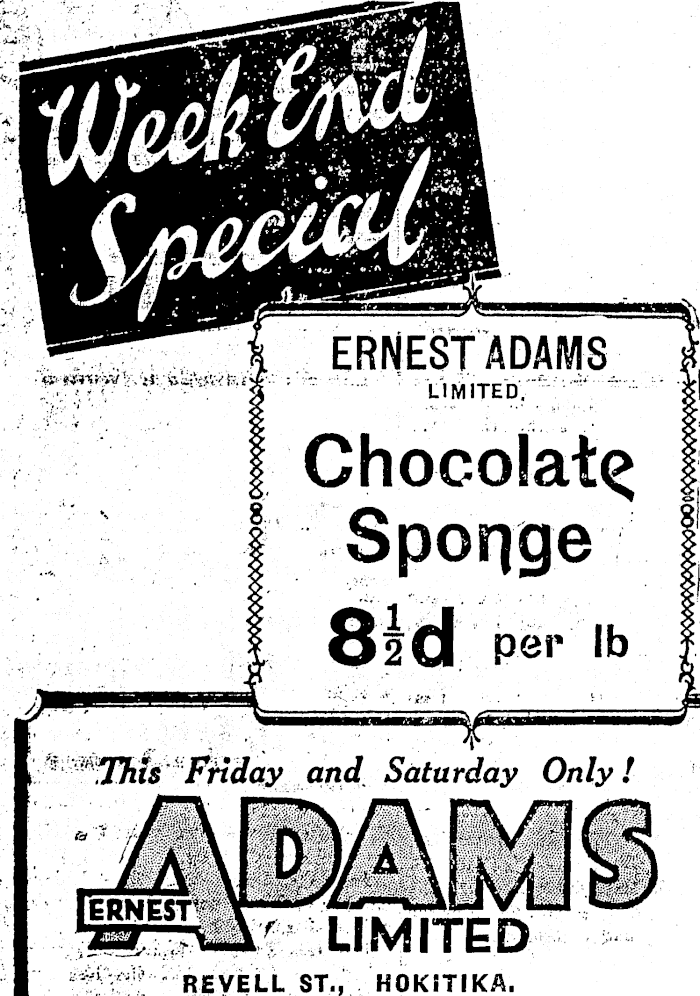 Week End
Special
ERNEST ADAMS
LIMITED.
Chocolate
Sponge
8½d per lb
This Friday and Saturday Only!
ERNEST ADAMS
LIMITED
REVELL ST., HOKITIKA.